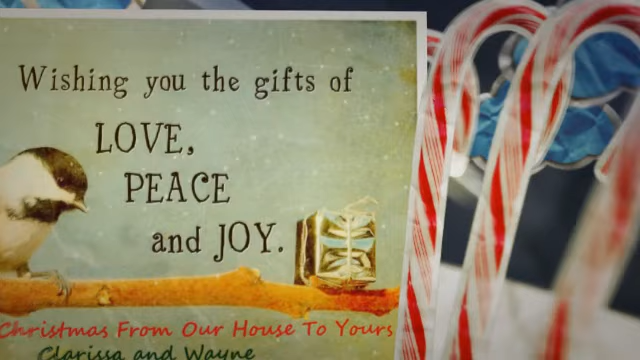 Wishing you the gifts of
LOVE,
PEACE
and JOY.
Christmas From Our House To Yours
Clarissa and Wayne